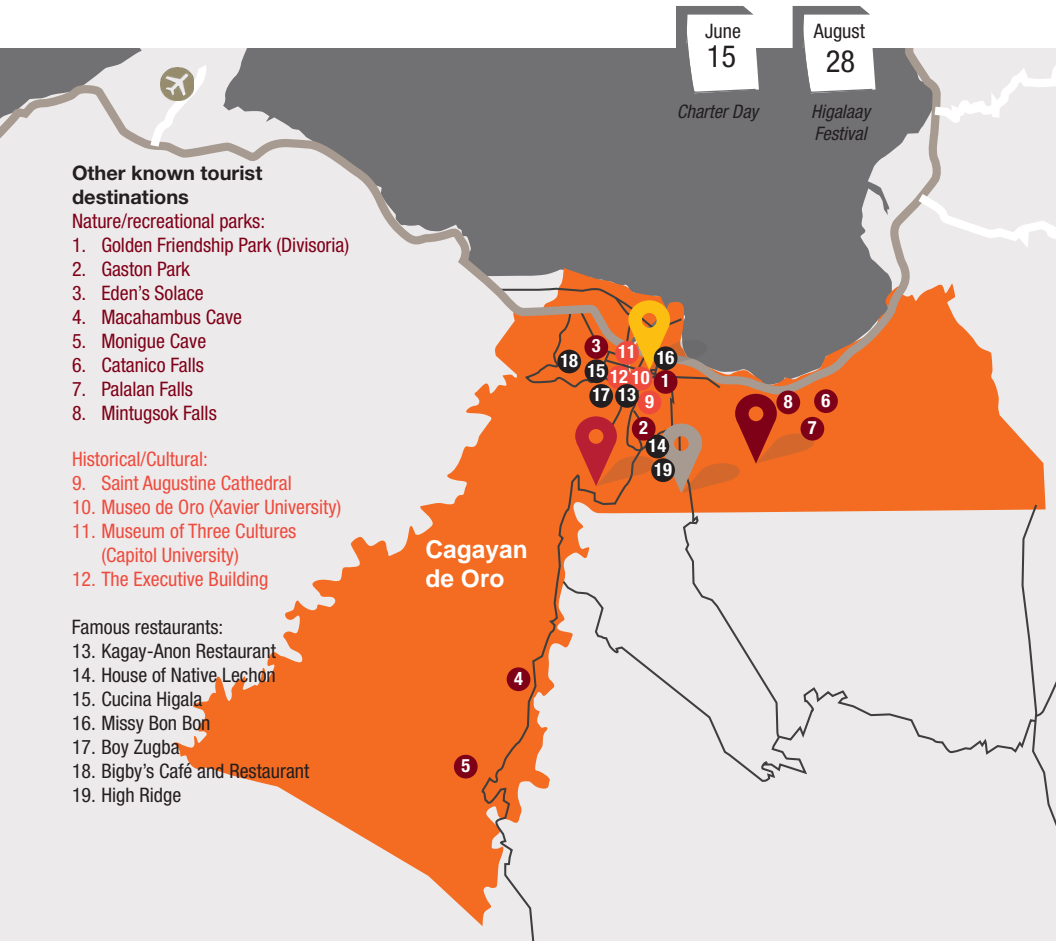 June
15
Charter Day
August
28
Higalaay
Festival
Other known tourist
destinations
Nature/recreational parks:
1. Golden Friendship Park (Divisoria)
2. Gaston Park
3. Eden's Solace
4. Macahambus Cave
5. Monigue Cave
6. Catanico Falls
7. Palalan Falls
8. Mintugsok Falls
Historical/Cultural:
9. Saint Augustine Cathedral
10. Museo de Oro (Xavier University)
11. Museum of Three Cultures
(Capitol University)
12. The Executive Building
Famous restaurants:
13. Kagay-Anon Restaurant
14. House of Native Lechon
15. Cucina Higala
16. Missy Bon Bon
17. Boy Zugba
18. Bigby's Café and Restaurant
19. High Ridge
3
11
16
18
15
12
10
1
17
13
9
8
6
2
7
14
19
Cagayan
de Oro
4
5